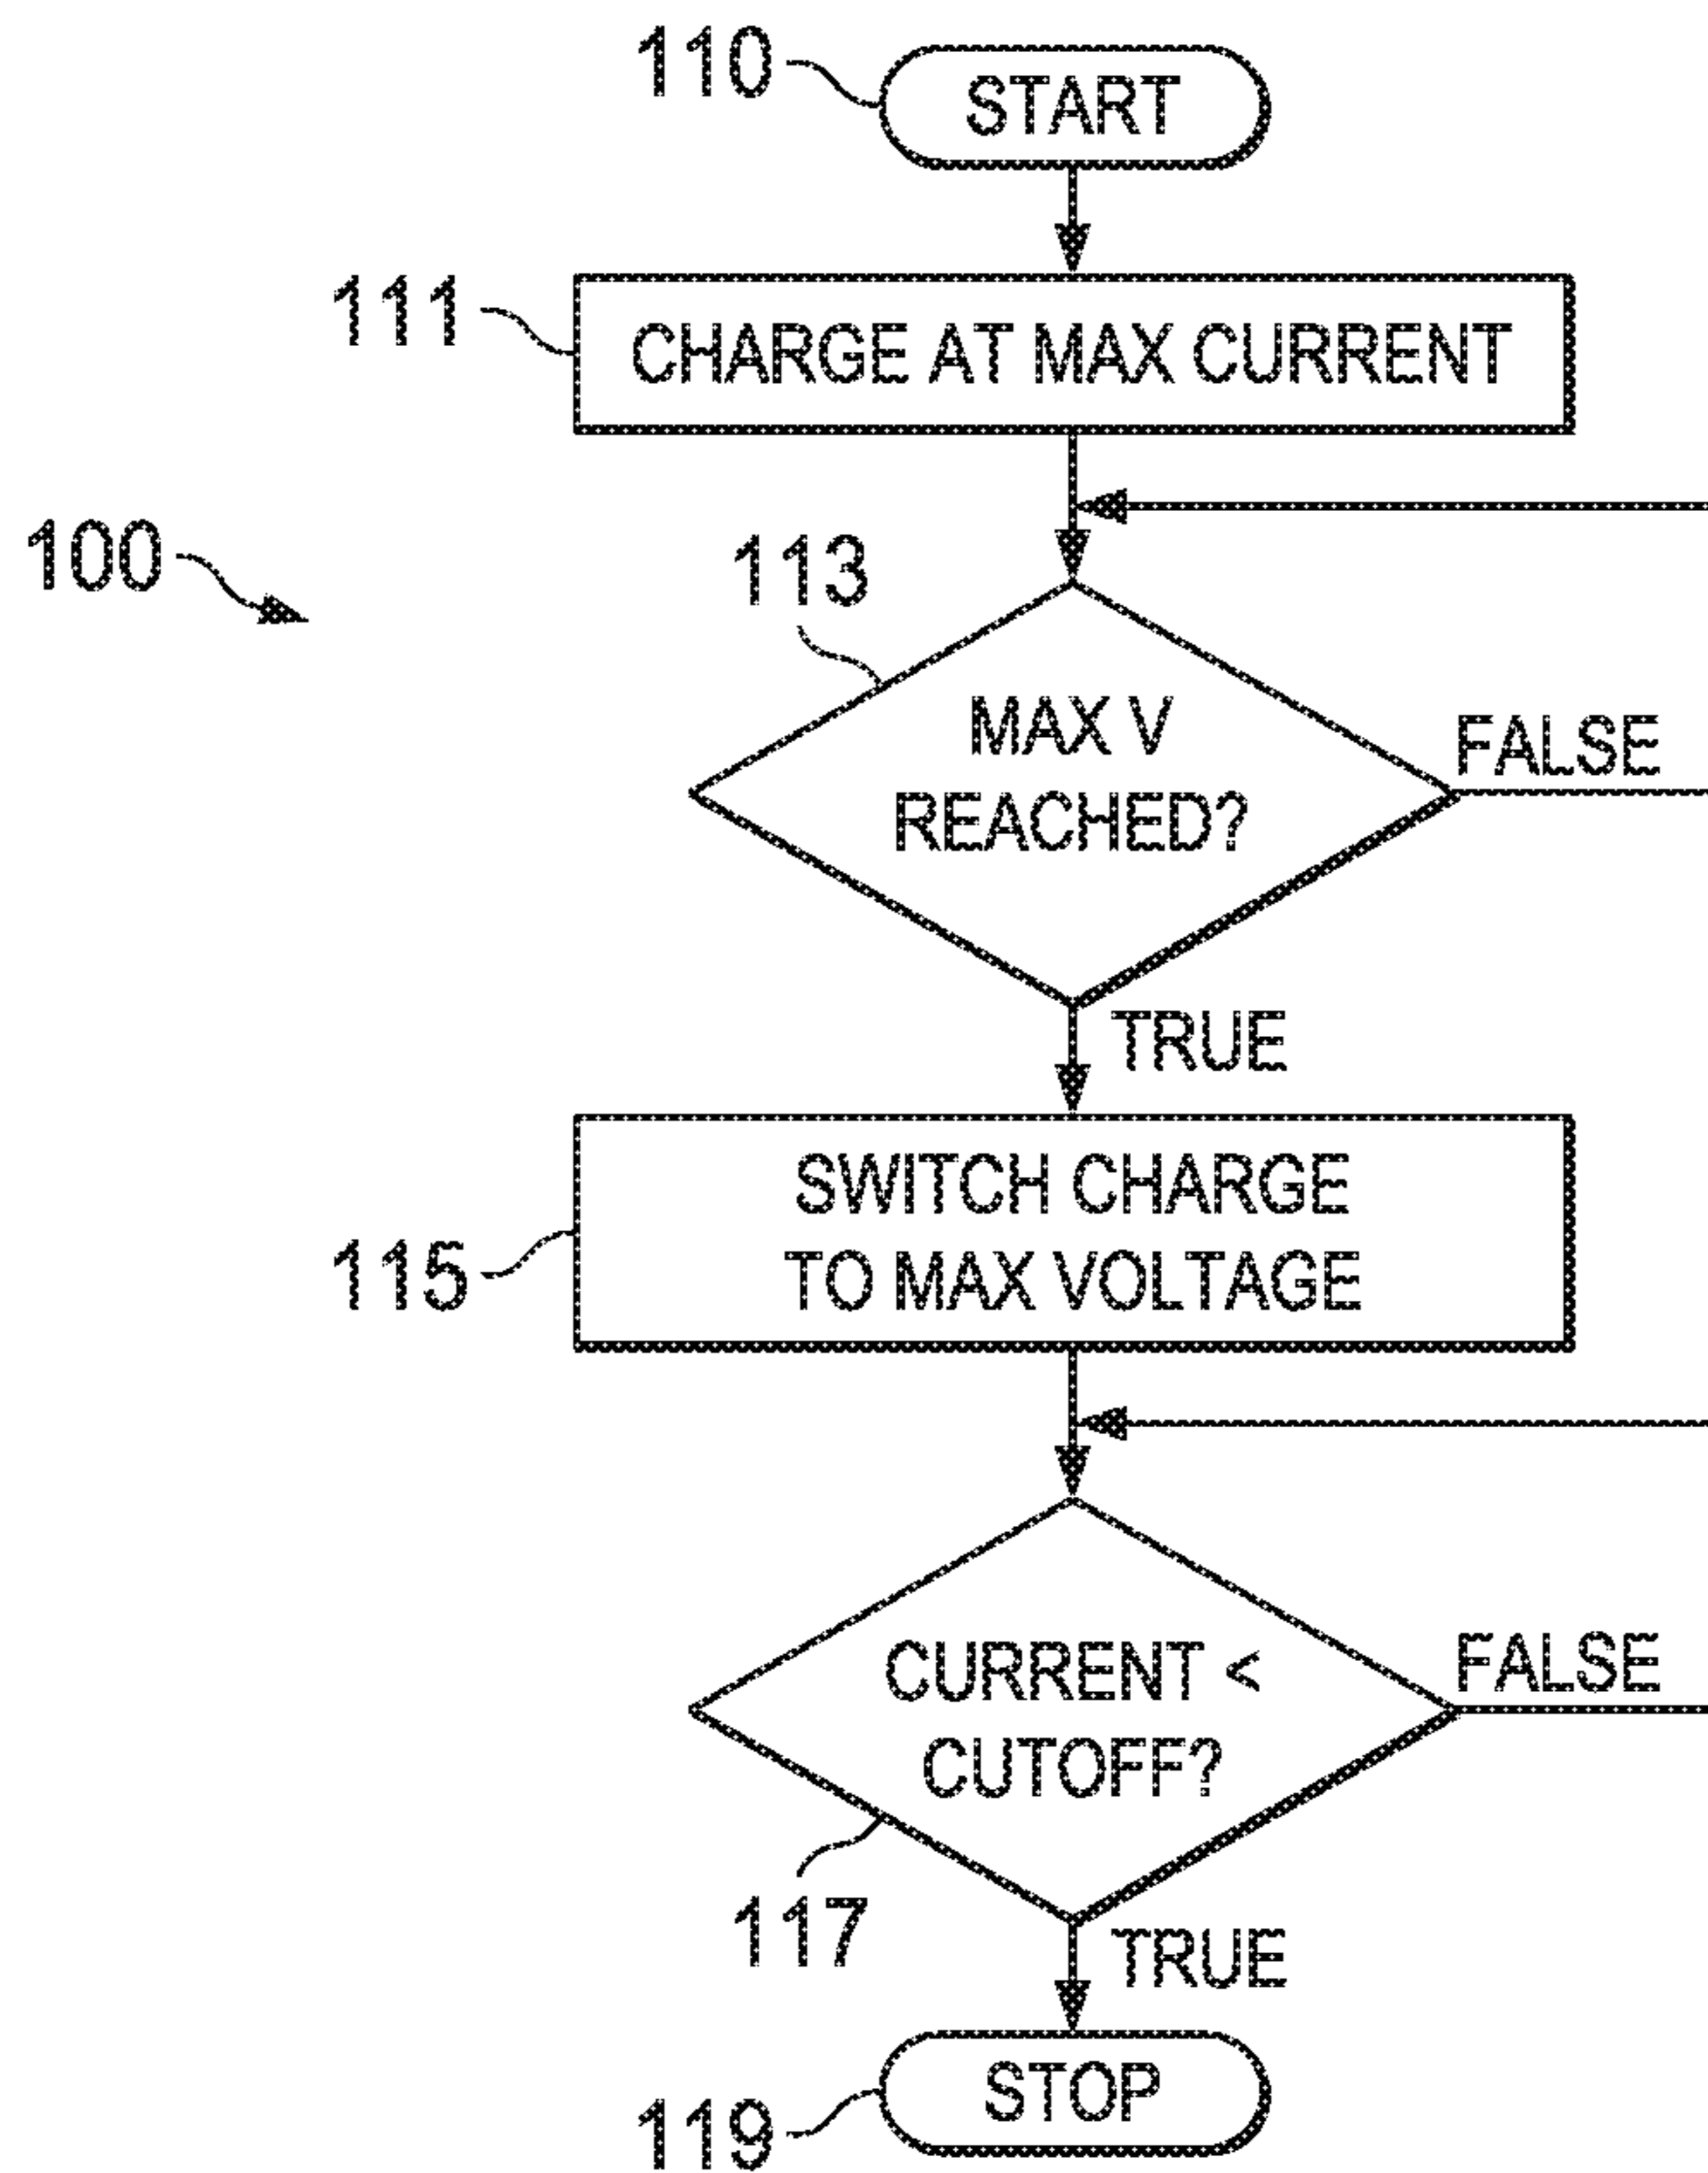 110
START
111
CHARGE AT MAX CURRENT
100
113
MAX V
REACHED?
FALSE
TRUE
SWITCH CHARGE
TO MAX VOLTAGE
115
CURRENT <
CUTOFF?
FALSE
117
TRUE
STOP
119